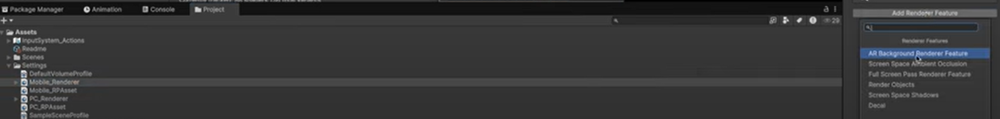 Package Manager
Animation
Console
Project
29
Assets
InputSystem_Actions
Readme
Scenes
Settings
DefaultVolumeProfile
Mobile_Renderer
Mobile_RPAsset
PC_Renderer
PC_RPAsset
SampleSceneProfile
Add Renderer Feature
Renderer Features
AR Background Renderer Feature
Screen Space Ambient Occlusion
Full Screen Pass Renderer Feature
Render Objects
Screen Space Shadows
Decal